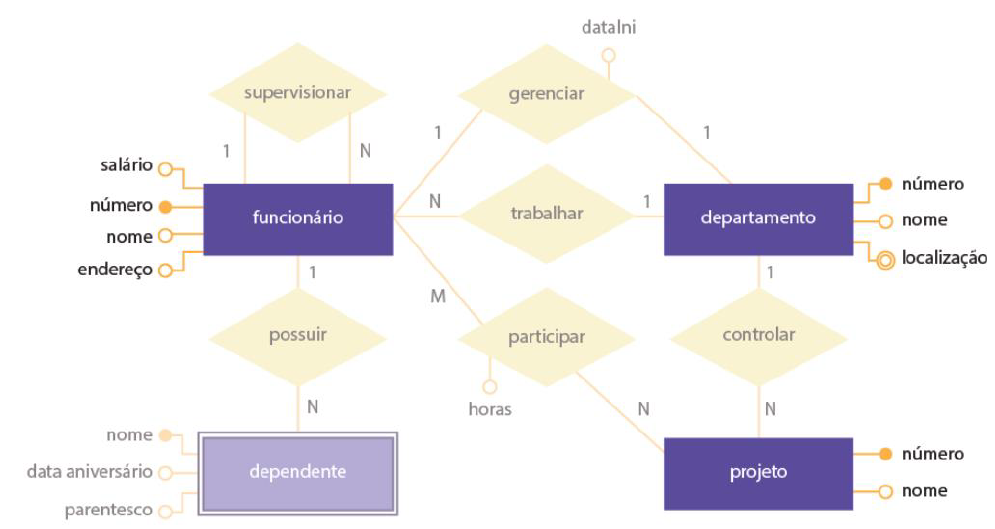 dataIni
supervisionar
gerenciar
1
N
1
1
salário
número
nome
endereço
funcionário
N
trabalhar
1
departamento
número
nome
localização
1
M
1
possuir
participar
controlar
horas
N
N
N
nome
data aniversário
parentesco
dependente
projeto
número
nome